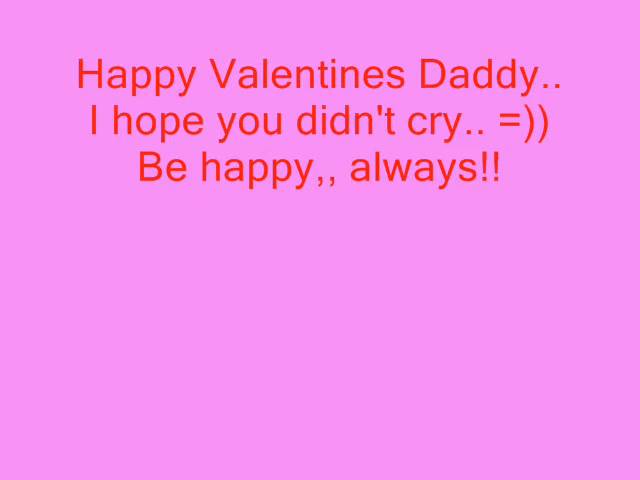 Happy Valentines Daddy..
I hope you didn't cry.. =))
Be happy,, always!!